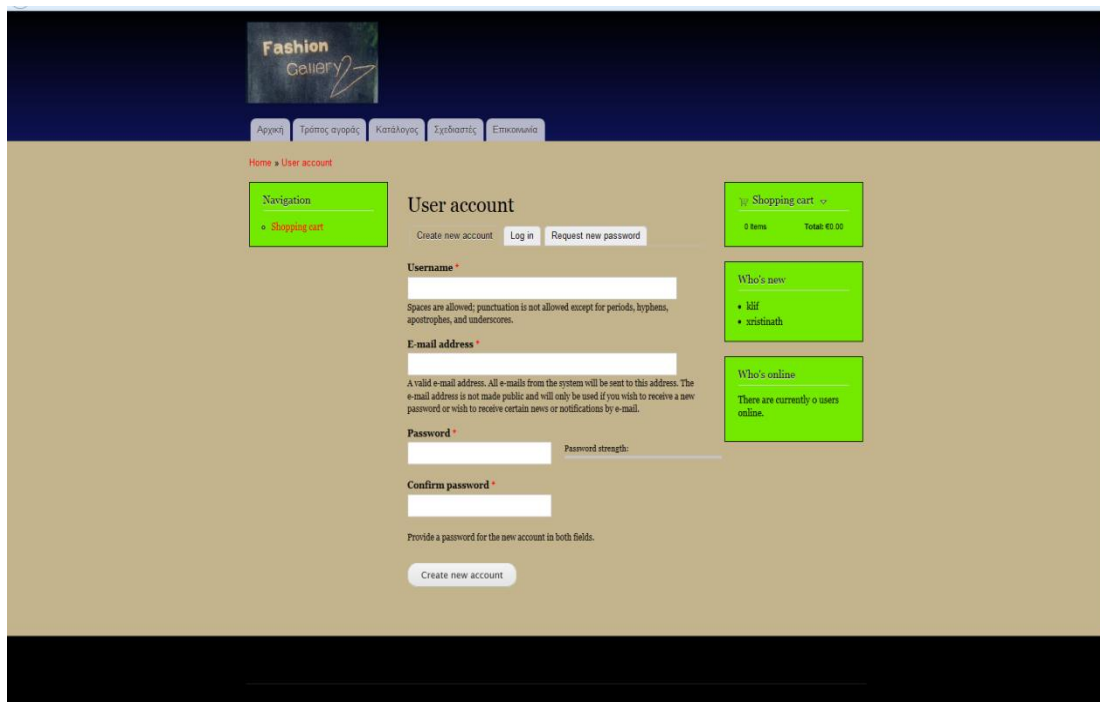 Fashion
Gallery
Αρχική
Τρόπος αγοράς
Κατάλογος
Σχεδιαστές
Επικοινωνία
Home » User account
Navigation
Shopping cart
User account
Create new account
Log in
Request new password
Username *
Spaces are allowed; punctuation is not allowed except for periods, hyphens,
apostrophes, and underscores.
E-mail address *
A valid e-mail address. All e-mails from the system will be sent to this address. The
e-mail address is not made public and will only be used if you wish to receive a new
password or wish to receive certain news or notifications by e-mail.
Password *
Password strength:
Confirm password *
Provide a password for the new account in both fields.
Create new account
Shopping cart
0 items Total: €0.00
Who's new
klif
xristinath
Who's online
There are currently 0 users
online.